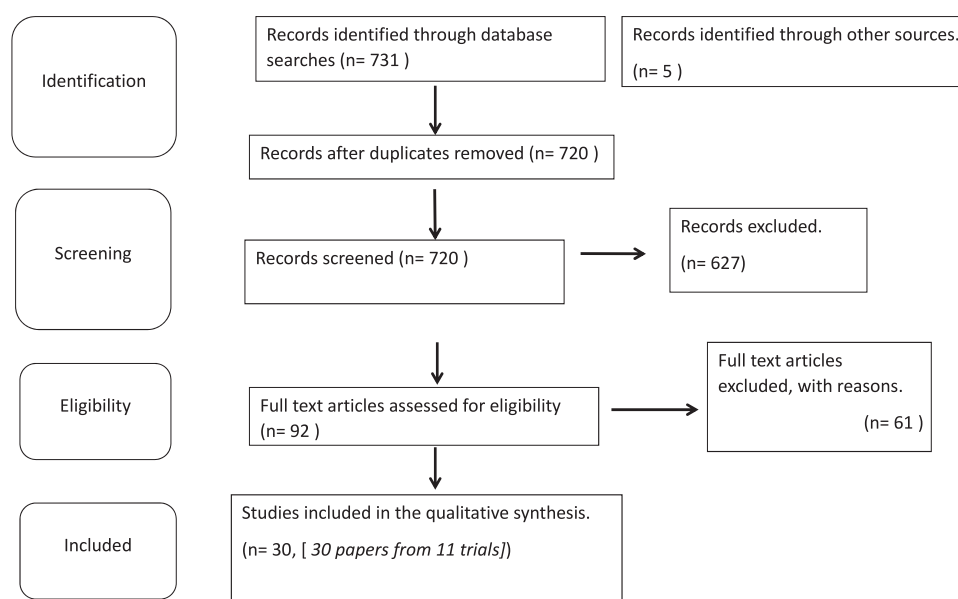 Identification
Records identified through database
searches (n= 731 )
Records identified through other sources.
(n= 5 )
Records after duplicates removed (n= 720 )
Screening
Records screened (n= 720 )
Records excluded.
(n= 627)
Eligibility
Full text articles assessed for eligibility
(n= 92 )
Full text articles
excluded, with reasons.
(n= 61 )
Included
Studies included in the qualitative synthesis.
(n= 30, [ 30 papers from 11 trials])